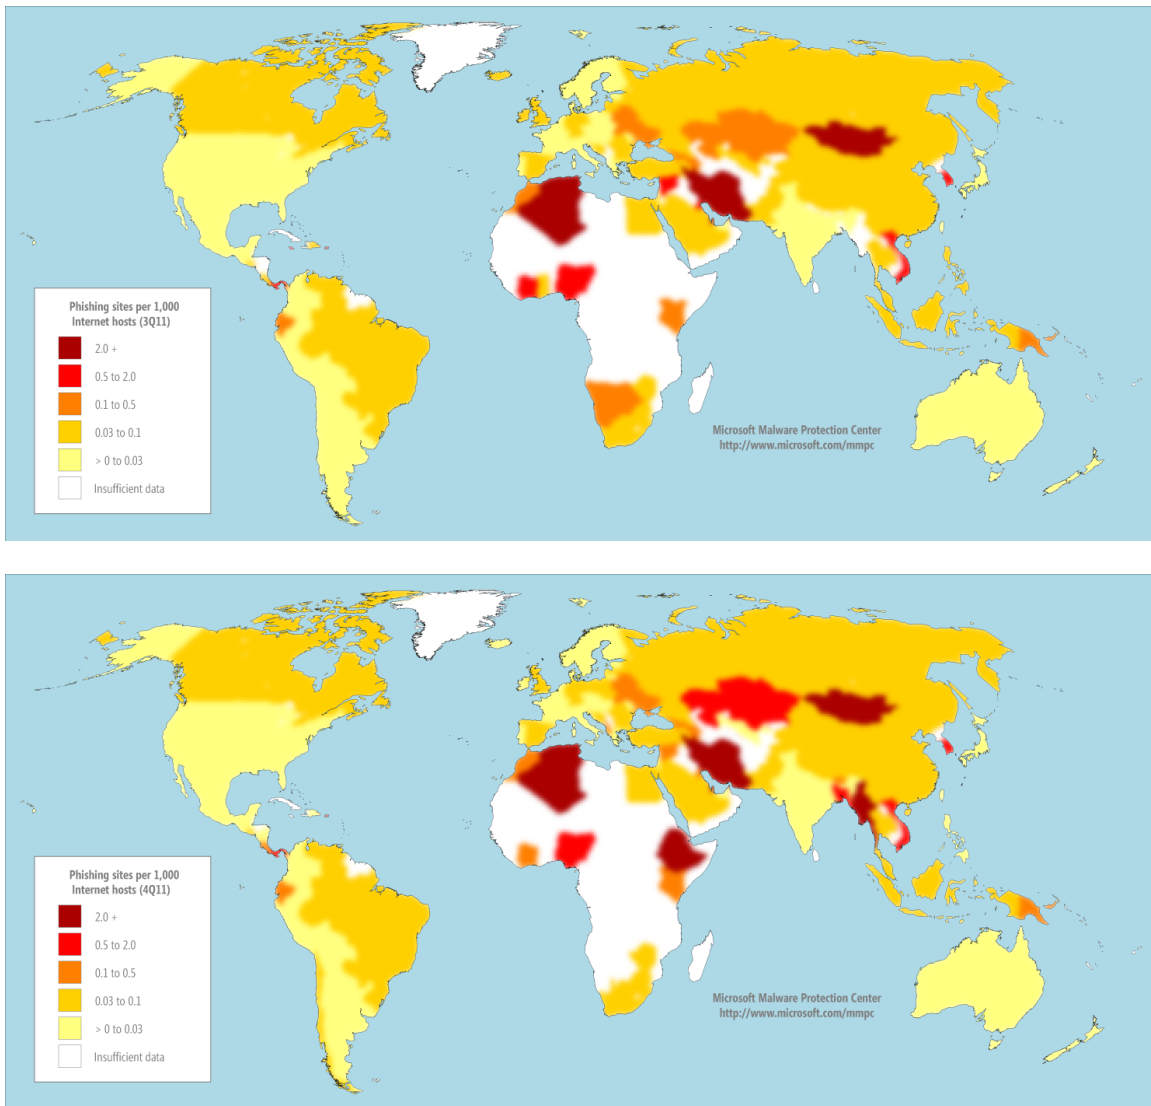 Phishing sites per 1,000
Internet hosts (3Q11)
2.0 +
0.5 to 2.0
0.1 to 0.5
0.03 to 0.1
> 0 to 0.03
Insufficient data
Microsoft Malware Protection Center
http://www.microsoft.com/mmpc
Phishing sites per 1,000
Internet hosts (4Q11)
2.0 +
0.5 to 2.0
0.1 to 0.5
0.03 to 0.1
> 0 to 0.03
Insufficient data
Microsoft Malware Protection Center
http://www.microsoft.com/mmpc